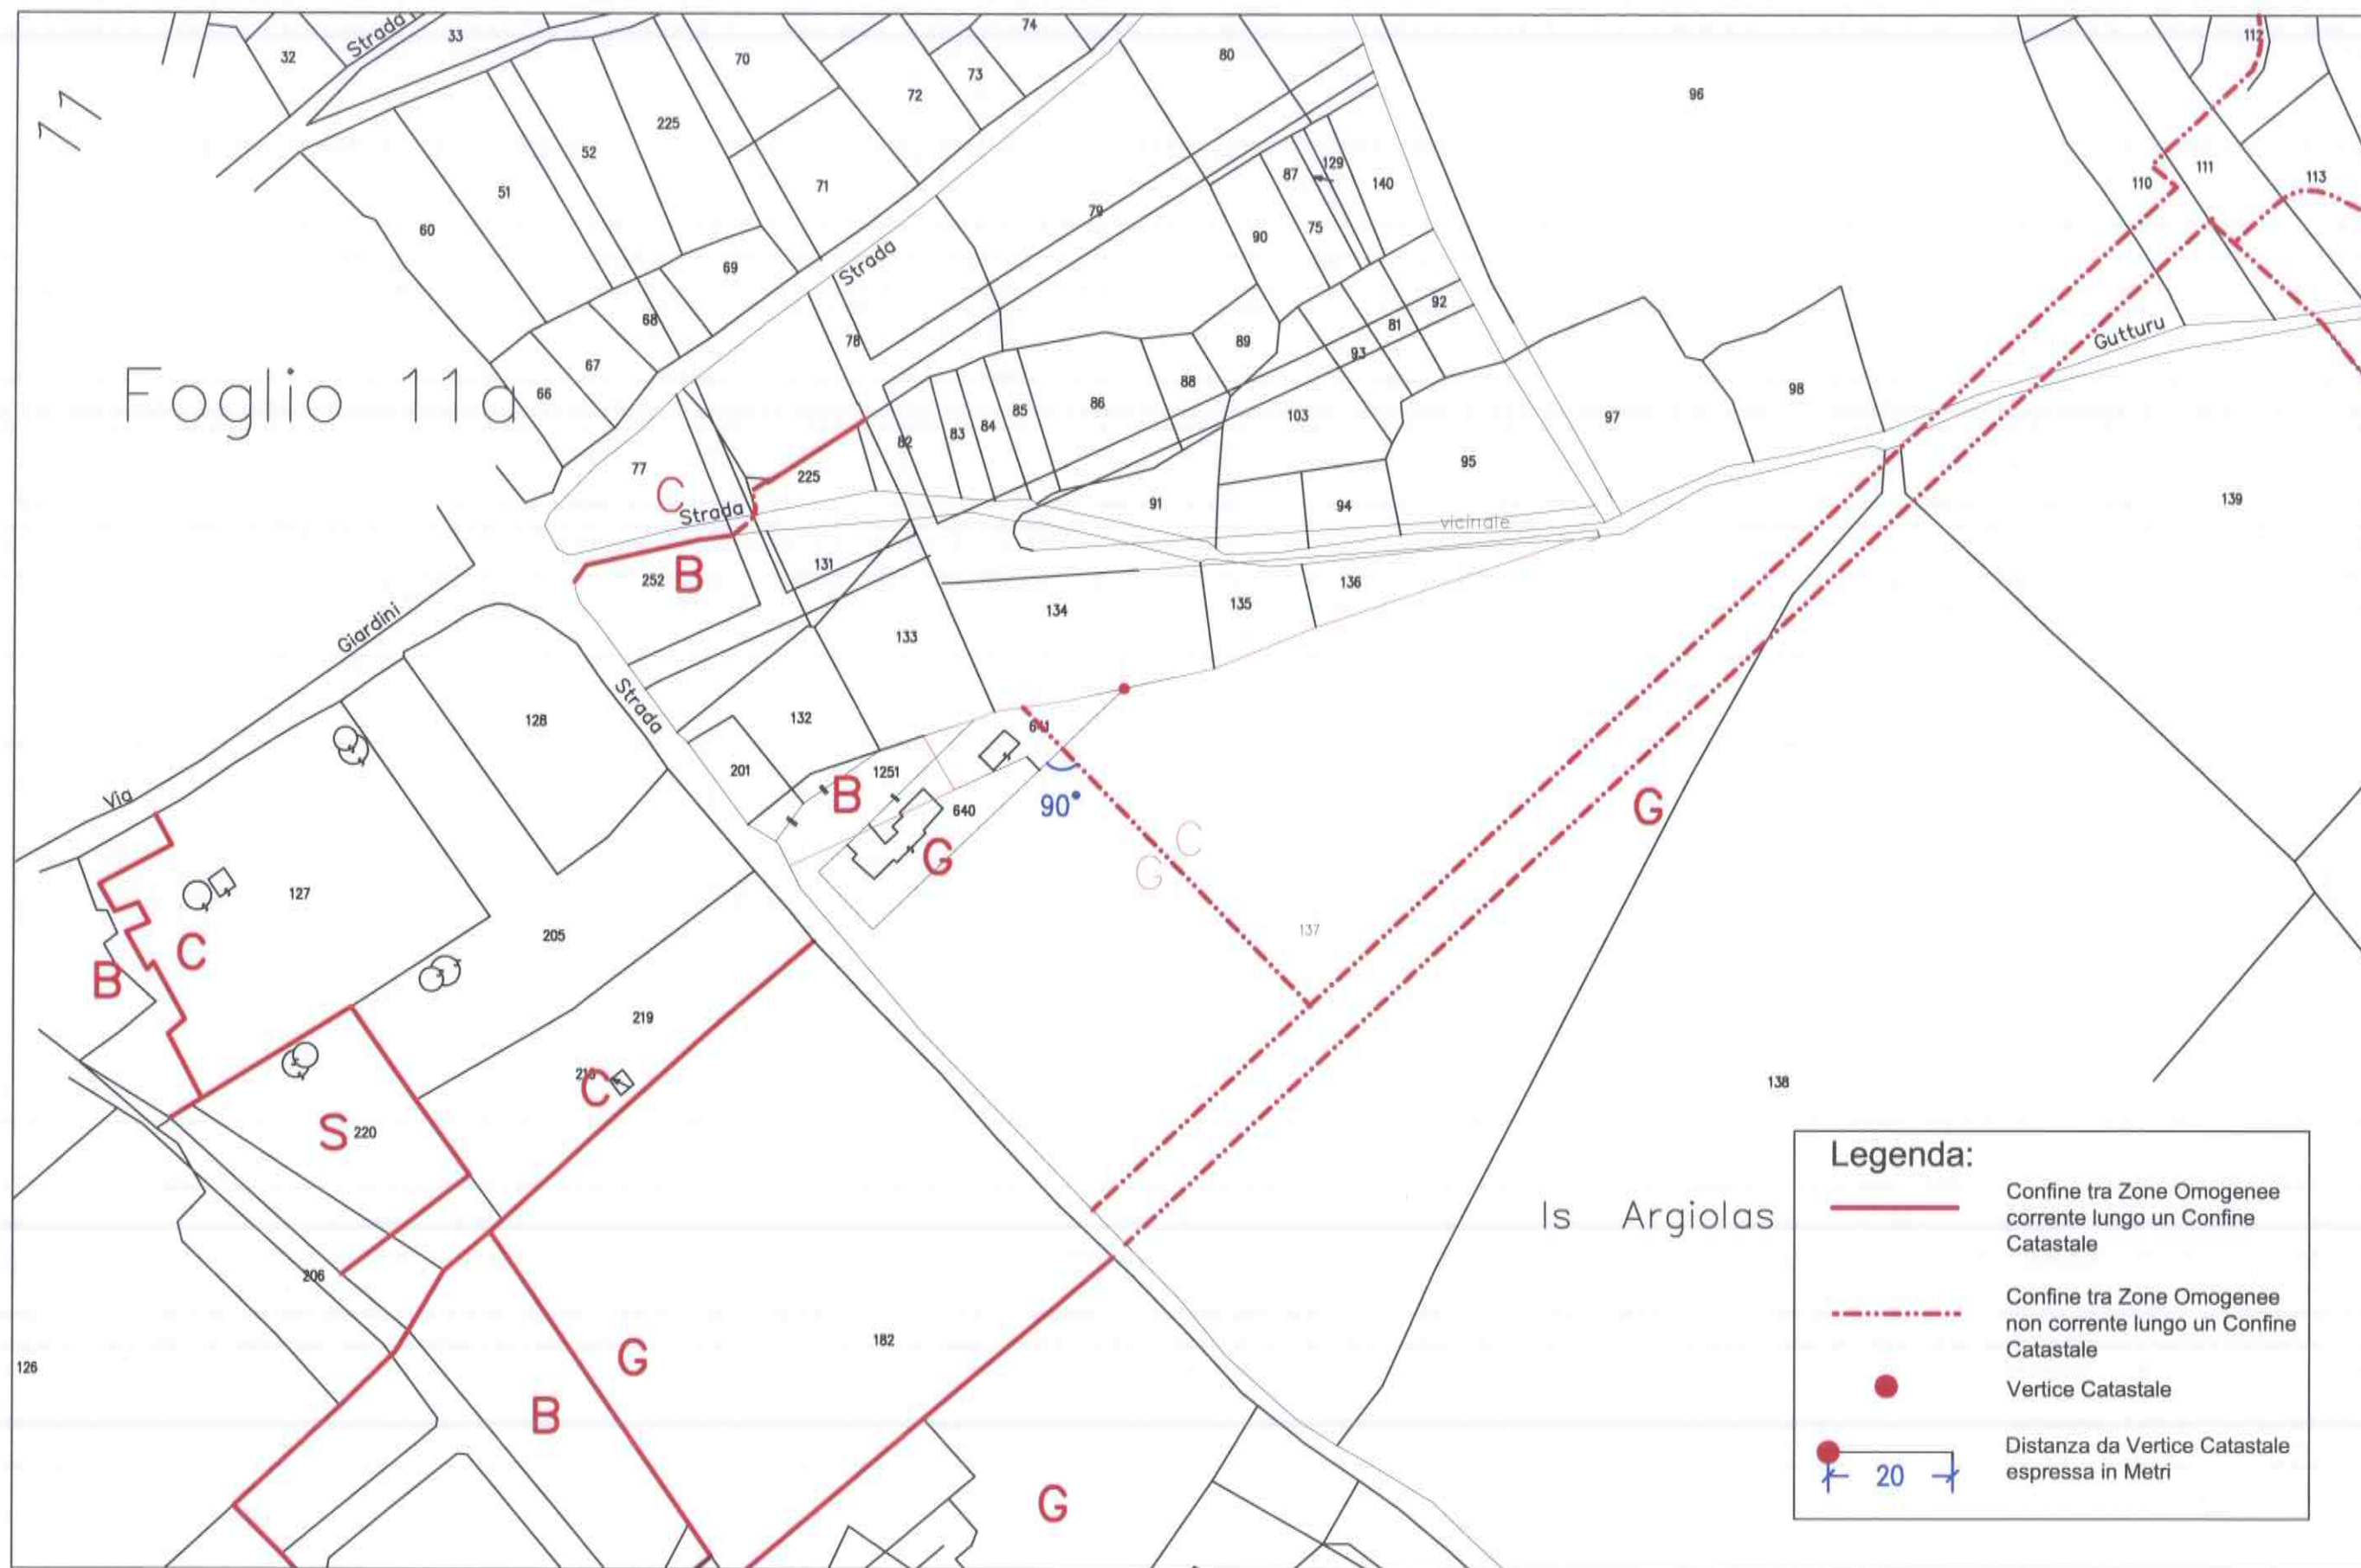 74
33
Strada
112
32
70
80
73
72
96
11
225
52
129
87
140
111
113
110
71
51
79
75
90
60
Strada
69
92
68
81
Gutturu
78
89
93
67
88
98
66
Foglio 11a
86
85
103
97
84
83
82
77
225
95
C
139
91
94
Strada
vicinale
131
B
252
136
134
135
Giardini
133
Strada
128
132
641
201
1251
B
Via
90°
640
G
C
G
G
127
137
205
C
B
219
C
138
S
220
Legenda:
Is Argiolas
Confine tra Zone Omogenee
corrente lungo un Confine
Catastale
206
Confine tra Zone Omogenee
non corrente lungo un Confine
Catastale
182
G
126
Vertice Catastale
B
Distanza da Vertice Catastale
espressa in Metri
20
G